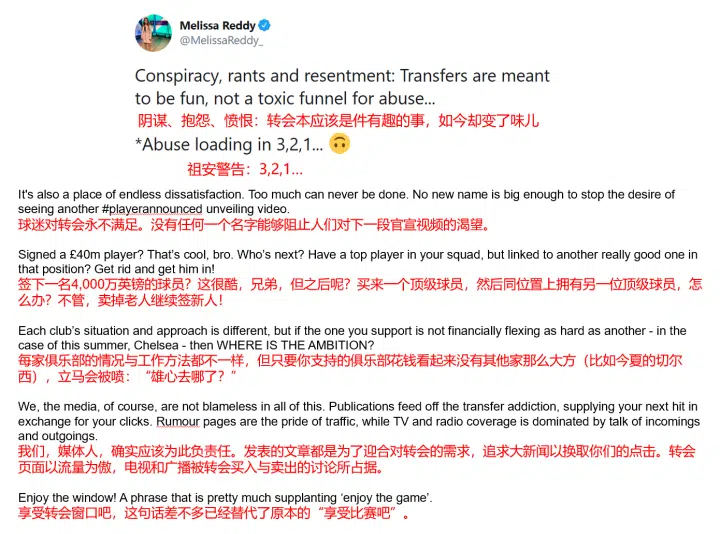 Melissa Reddy
@MelissaReddy_
Conspiracy, rants and resentment: Transfers are meant
to be fun, not a toxic funnel for abuse...
阴谋、抱怨、愤恨：转会本应该是件有趣的事，如今却变了味儿
*Abuse loading in 3,2,1... 🙃
祖安警告：3,2,1…
It's also a place of endless dissatisfaction. Too much can never be done. No new name is big enough to stop the desire of
seeing another #playerannounced unveiling video.
球迷对转会永不满足。没有任何一个名字能够阻止人们对下一段官宣视频的渴望。
Signed a £40m player? That’s cool, bro. Who’s next? Have a top player in your squad, but linked to another really good one in
that position? Get rid and get him in!
签下一名4,000万英镑的球员？这很酷，兄弟，但之后呢？买来一个顶级球员，然后同位置上拥有另一位顶级球员，怎
么办？不管，卖掉老人继续签新人！
Each club’s situation and approach is different, but if the one you support is not financially flexing as hard as another - in the
case of this summer, Chelsea - then WHERE IS THE AMBITION?
每家俱乐部的情况与工作方法都不一样，但只要你支持的俱乐部花钱看起来没有其他家那么大方（比如今夏的切尔
西），立马会被喷：“雄心去哪了？”
We, the media, of course, are not blameless in all of this. Publications feed off the transfer addiction, supplying your next hit in
exchange for your clicks. Rumour pages are the pride of traffic, while TV and radio coverage is dominated by talk of incomings
and outgoings.
我们，媒体人，确实应该为此负责任。发表的文章都是为了迎合对转会的需求，追求大新闻以换取你们的点击。转会
页面以流量为傲，电视和广播被转会买入与卖出的讨论所占据。
Enjoy the window! A phrase that is pretty much supplanting ‘enjoy the game’.
享受转会窗口吧，这句话差不多已经替代了原本的“享受比赛吧”。